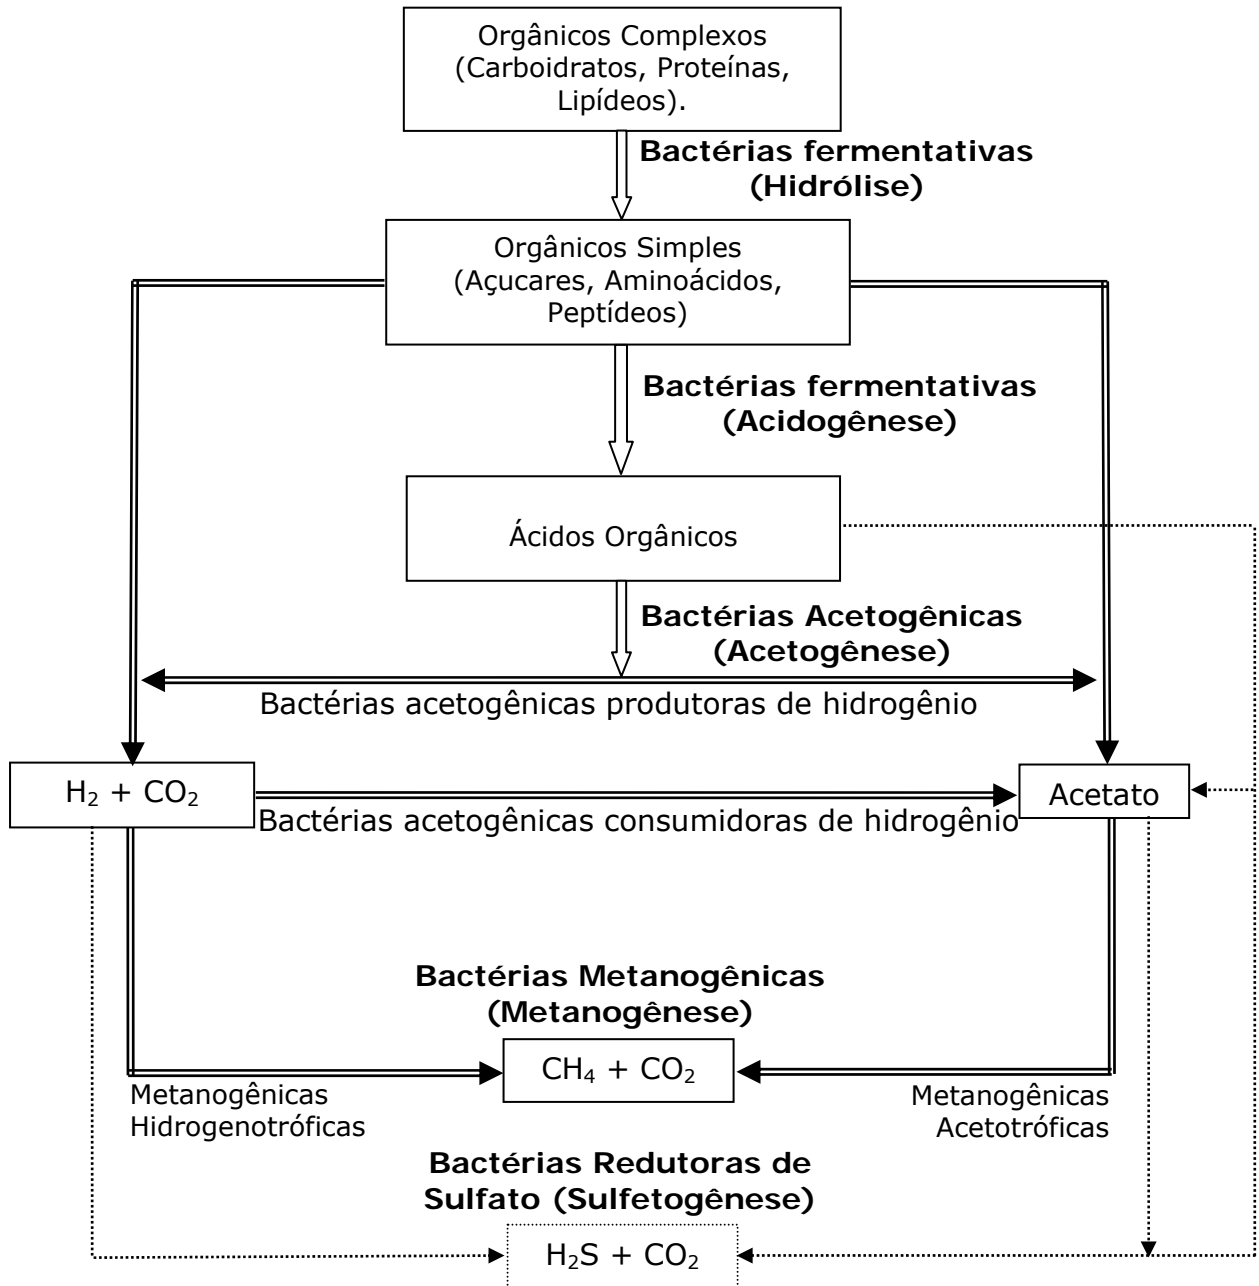 Orgânicos Complexos
(Carboidratos, Proteínas,
Lipídeos).
Bactérias fermentativas
(Hidrólise)
Orgânicos Simples
(Açucares, Aminoácidos,
Peptídeos)
Bactérias fermentativas
(Acidogênese)
Ácidos Orgânicos
Bactérias Acetogênicas
(Acetogênese)
Bactérias acetogênicas produtoras de hidrogênio
H₂ + CO₂
Acetato
Bactérias acetogênicas consumidoras de hidrogênio
Bactérias Metanogênicas
(Metanogênese)
CH₄ + CO₂
Metanogênicas
Hidrogenotróficas
Metanogênicas
Acetotróficas
Bactérias Redutoras de
Sulfato (Sulfetogênese)
H₂S + CO₂